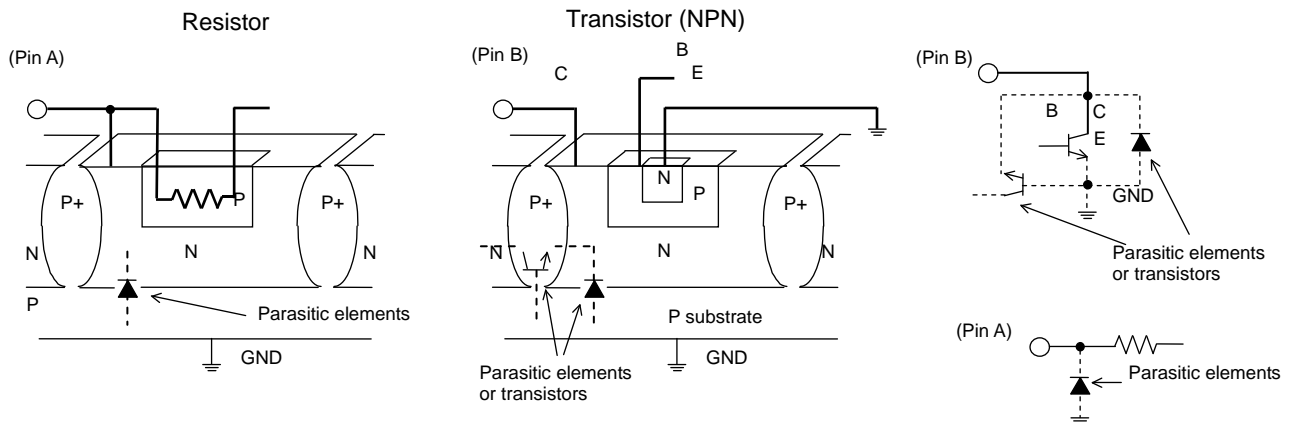 Resistor
(Pin A)
P+
P
P+
N
N
N
P
Parasitic elements
GND
Transistor (NPN)
(Pin B)
C
B
E
N
P+
P
P+
N
N
N
P substrate
GND
Parasitic elements
or transistors
(Pin B)
B
C
E
GND
Parasitic elements
or transistors
(Pin A)
Parasitic elements